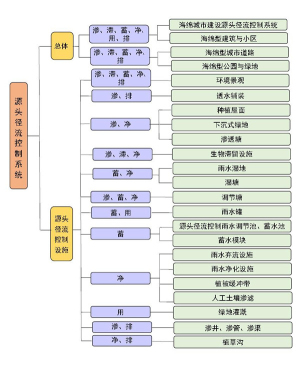 源头径流控制系统
总体
渗、滞、蓄、净、用、排
海绵城市建设源头径流控制系统
海绵型建筑与小区
渗、滞、蓄、净、
海绵型城市道路
海绵型公园与绿地
源头径流控制设施
渗、滞、蓄、净、排
环境景观
渗、排
透水铺装
渗、净
种植屋面
下沉式绿地
渗透塘
渗、滞、净
生物滞留设施
蓄、净
雨水湿地
湿塘
渗、蓄、净
调节塘
蓄、用
雨水罐
蓄
源头径流控制雨水调节池,蓄水池
蓄水模块
净
雨水弃流设施
雨水净化设施
植被缓冲带
人工土壤渗滤
用
绿地灌溉
渗、排
渗井、渗管、渗渠
净、排
植草沟